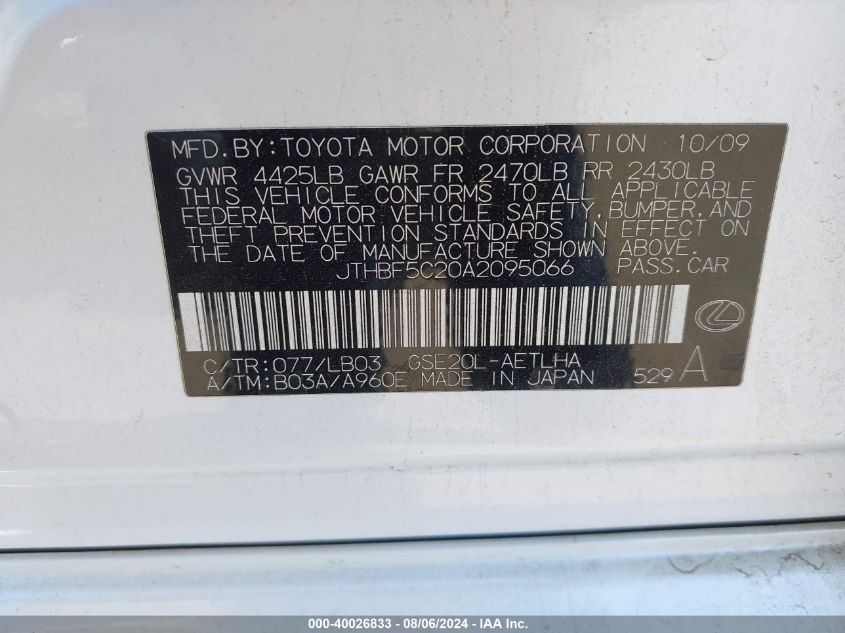 MFD.BY:TOYOTA MOTOR CORPORATION 10/09
GVWR 4425LB GAWR FR 2470LB RR 2430LB
THIS VEHICLE CONFORMS TO ALL APPLICABLE
FEDERAL MOTOR VEHICLE SAFETY,BUMPER,AND
THEFT PREVENTION STANDARDS IN EFFECT ON
THE DATE OF MANUFACTURE SHOWN ABOVE.
JTHBF5C20A2095066 PASS.CAR
C/TR:077/LB03 GSE20L-AETLHA
A/TM:B03A/A960E MADE IN JAPAN 529 A
000-40026833 - 08/06/2024 - IAA Inc.